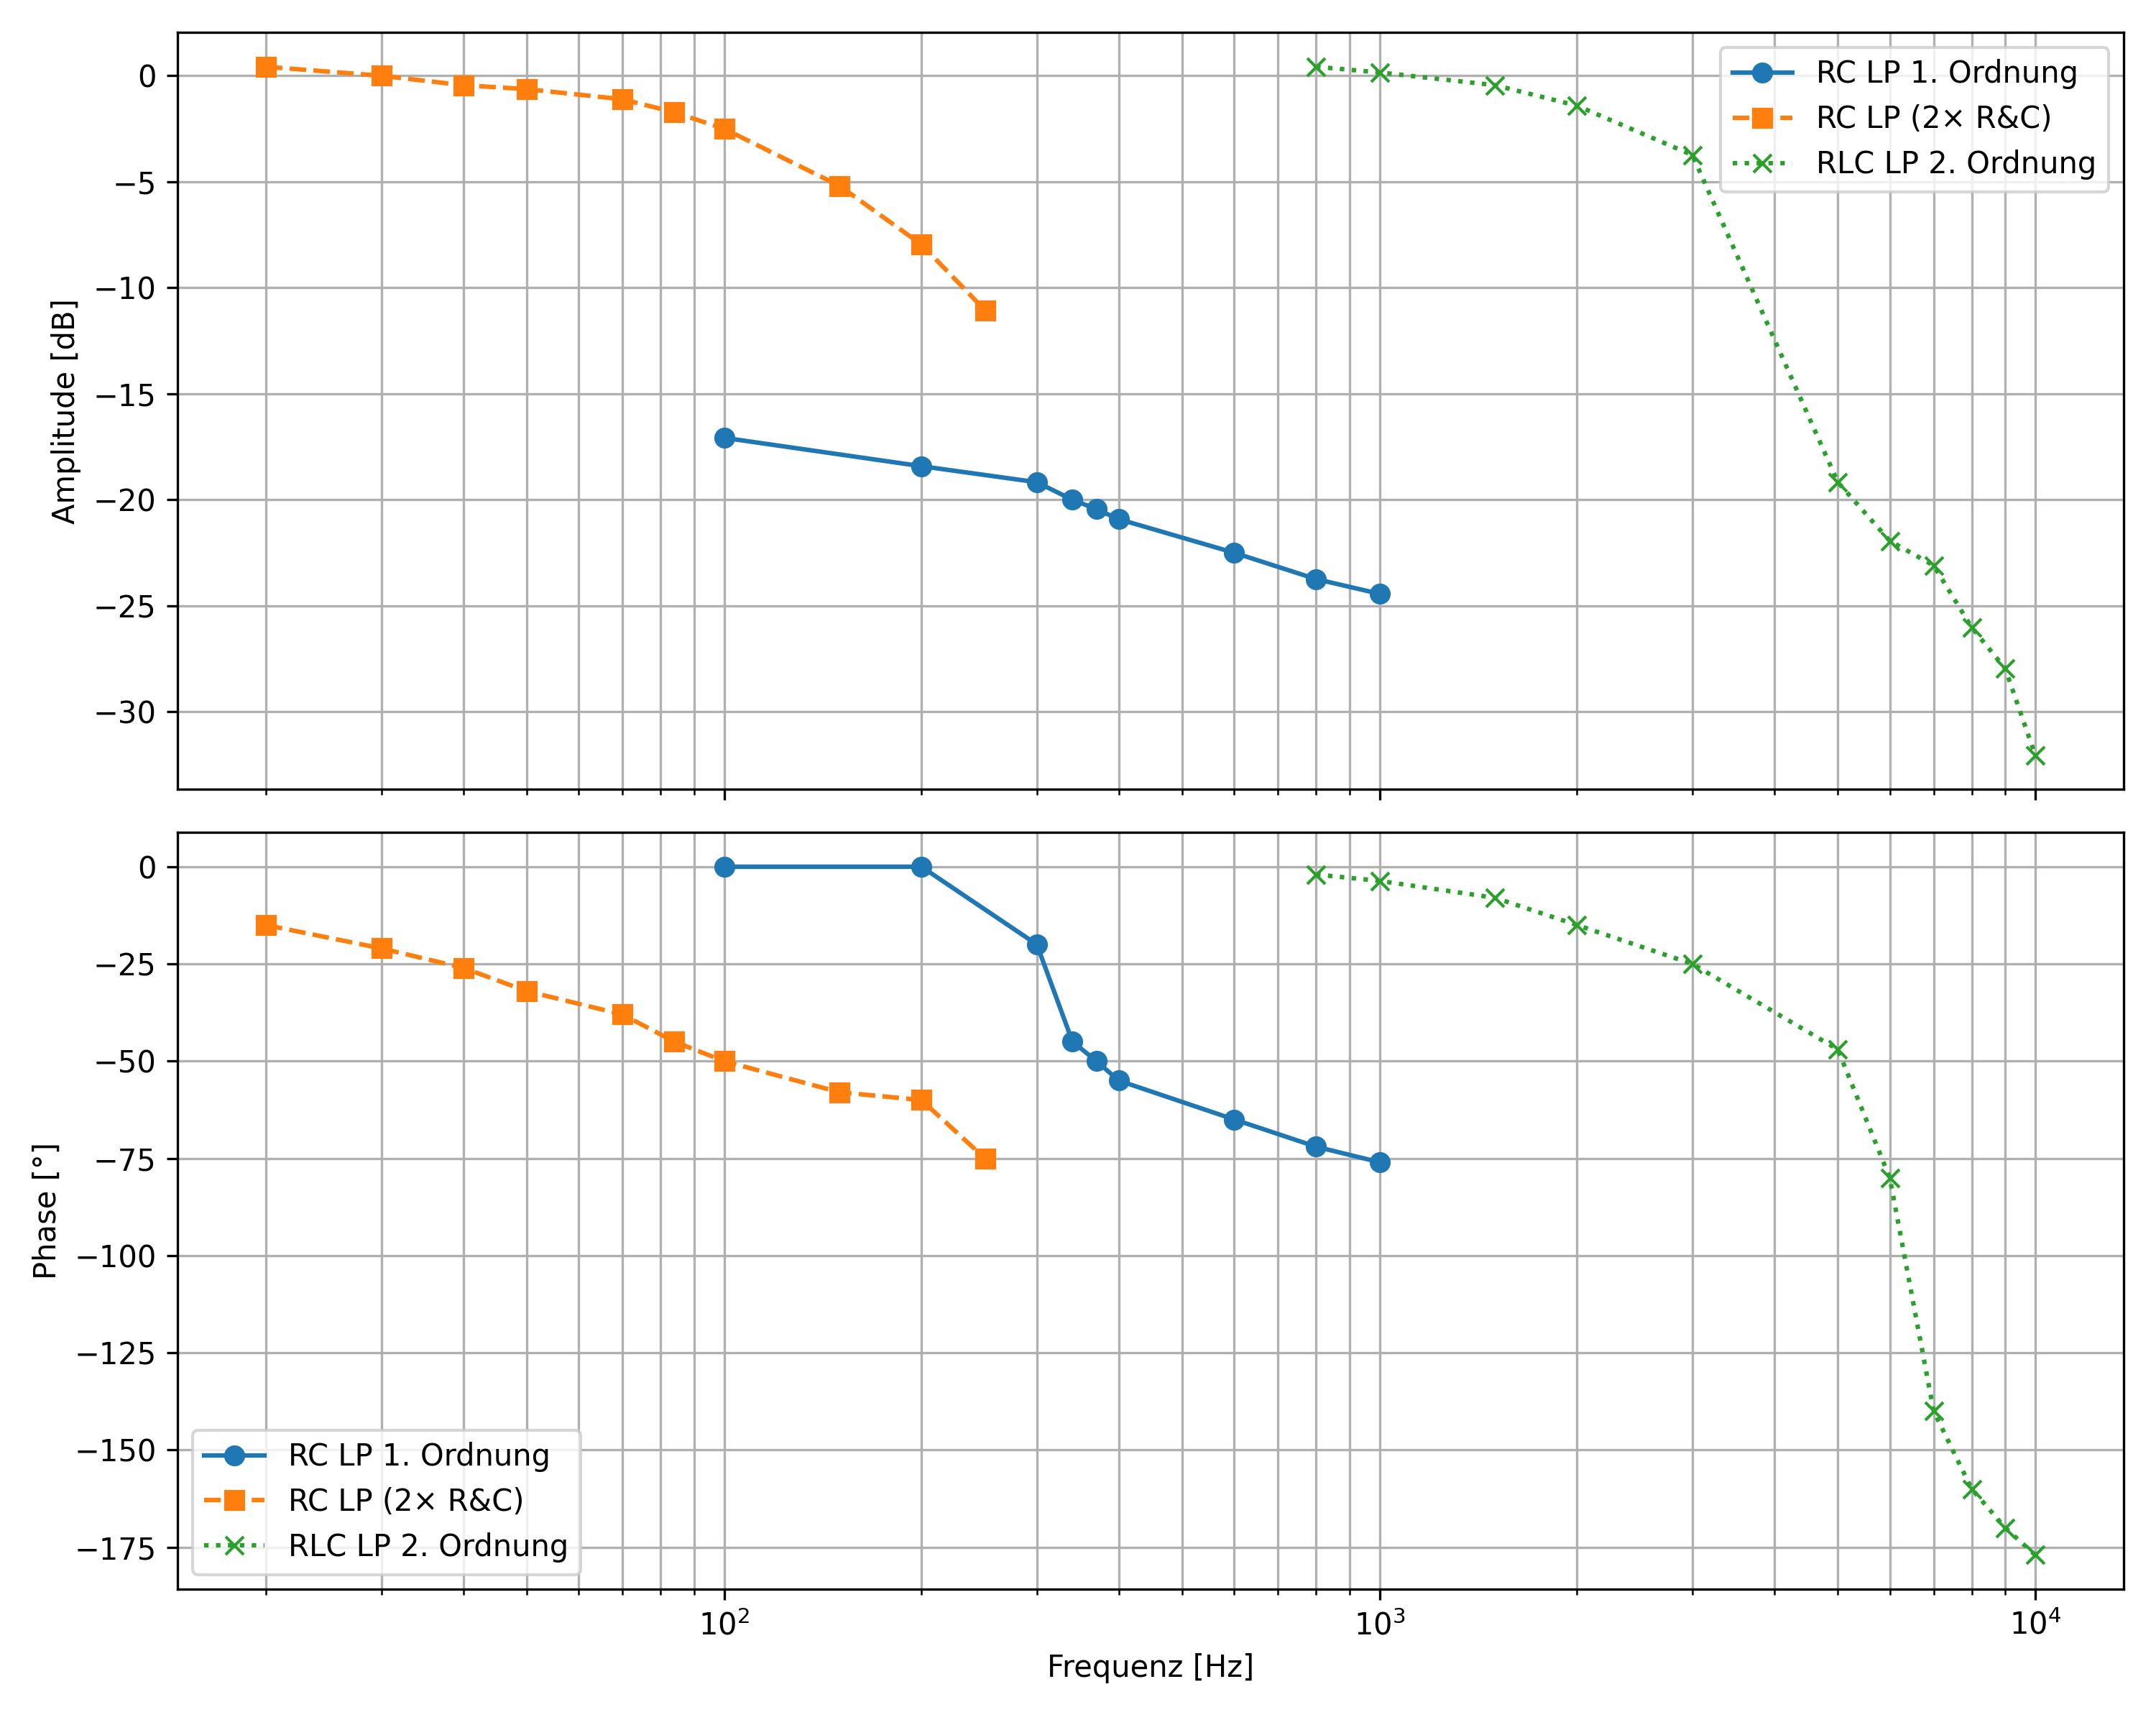 Amplitude [dB]
0
−5
−10
−15
−20
−25
−30
RC LP 1. Ordnung
RC LP (2× R&C)
RLC LP 2. Ordnung
Phase [°]
0
−25
−50
−75
−100
−125
−150
−175
RC LP 1. Ordnung
RC LP (2× R&C)
RLC LP 2. Ordnung
10² 10³ 10⁴
Frequenz [Hz]